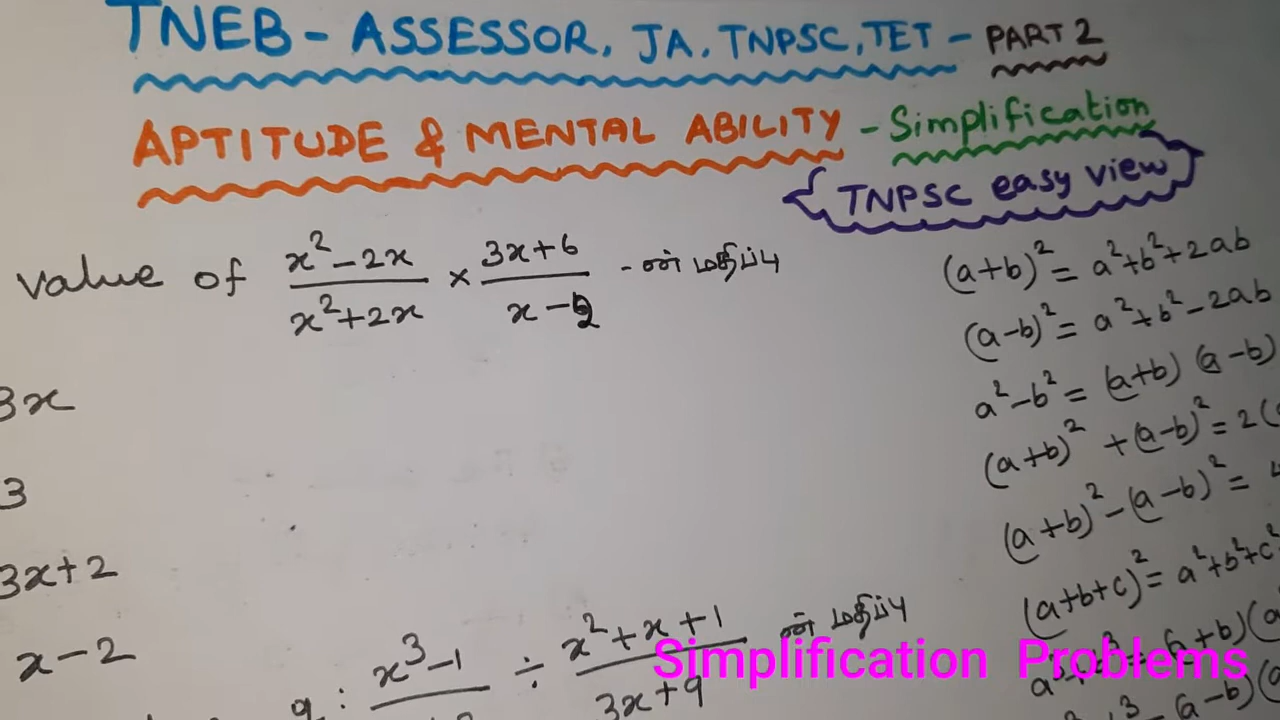 TNEB - ASSESSOR, JA, TNPSC, TET - PART 2
APTITUDE & MENTAL ABILITY - Simplification
TNPSC easy view
value of (x² - 2x)/(x² + 2x) × (3x + 6)/(x - 2) - ன் மதிப்பு
3x
3
3x + 2
x - 2
x³ - 1 ÷ (x² + x + 1)/(3x + 9) ன் மதிப்பு
(a+b)² = a² + b² + 2ab
(a-b)² = a² + b² - 2ab
a² - b² = (a+b) (a-b)
(a+b)² + (a-b)² = 2(
(a+b)² - (a-b)² =
(a+b+c)² = a² + b² + c²
Simplification Problems